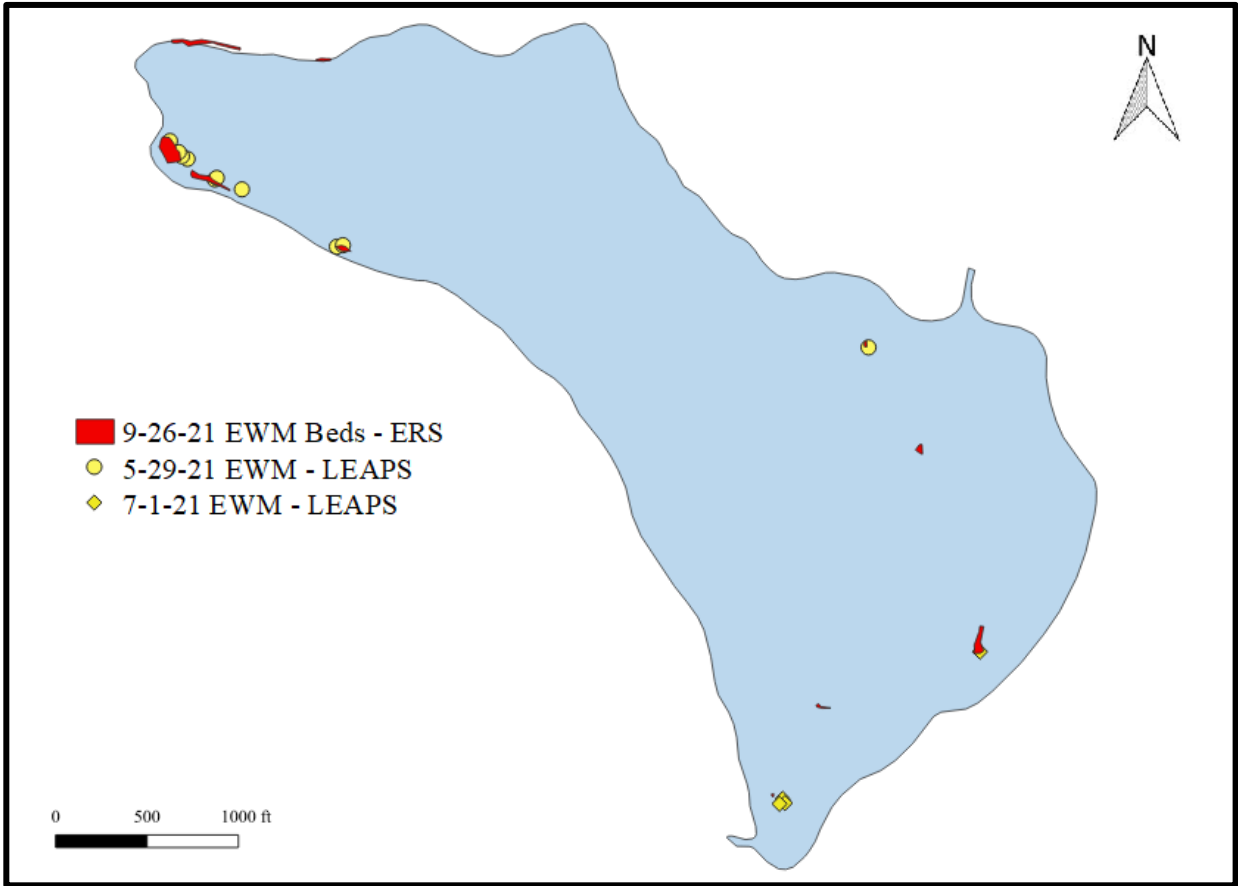 N
9-26-21 EWM Beds - ERS
5-29-21 EWM - LEAPS
7-1-21 EWM - LEAPS
0 500 1000 ft